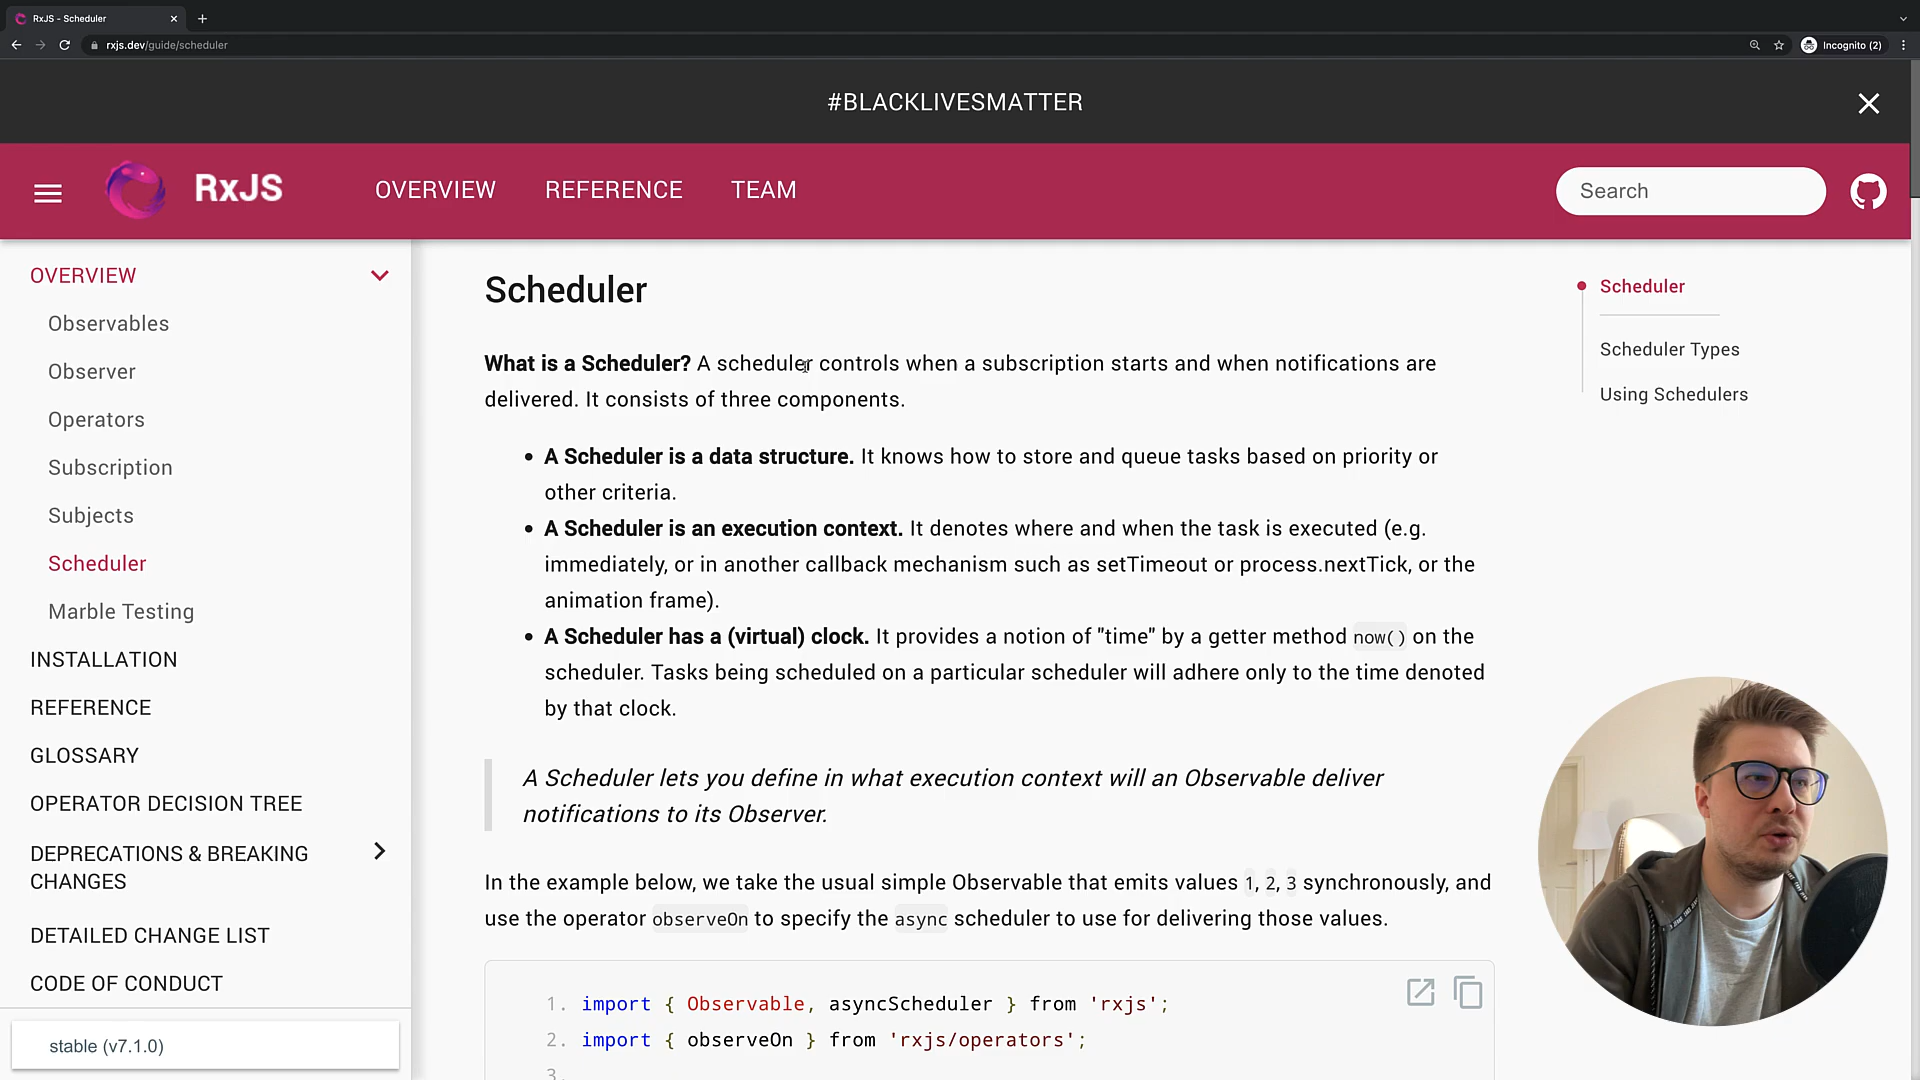 RxJS - Scheduler
rxjs.dev/guide/scheduler
Incognito (2)
#BLACKLIVESMATTER
RxJS
OVERVIEW
REFERENCE
TEAM
Search
OVERVIEW
Observables
Observer
Operators
Subscription
Subjects
Scheduler
Marble Testing
INSTALLATION
REFERENCE
GLOSSARY
OPERATOR DECISION TREE
DEPRECATIONS & BREAKING
CHANGES
DETAILED CHANGE LIST
CODE OF CONDUCT
stable (v7.1.0)
Scheduler
What is a Scheduler? A scheduler controls when a subscription starts and when notifications are
delivered. It consists of three components.
• A Scheduler is a data structure. It knows how to store and queue tasks based on priority or
other criteria.
• A Scheduler is an execution context. It denotes where and when the task is executed (e.g.
immediately, or in another callback mechanism such as setTimeout or process.nextTick, or the
animation frame).
• A Scheduler has a (virtual) clock. It provides a notion of "time" by a getter method now() on the
scheduler. Tasks being scheduled on a particular scheduler will adhere only to the time denoted
by that clock.
A Scheduler lets you define in what execution context will an Observable deliver
notifications to its Observer.
In the example below, we take the usual simple Observable that emits values 1, 2, 3 synchronously, and
use the operator observeOn to specify the async scheduler to use for delivering those values.
1. import { Observable, asyncScheduler } from 'rxjs';
2. import { observeOn } from 'rxjs/operators';
3.
Scheduler
Scheduler Types
Using Schedulers